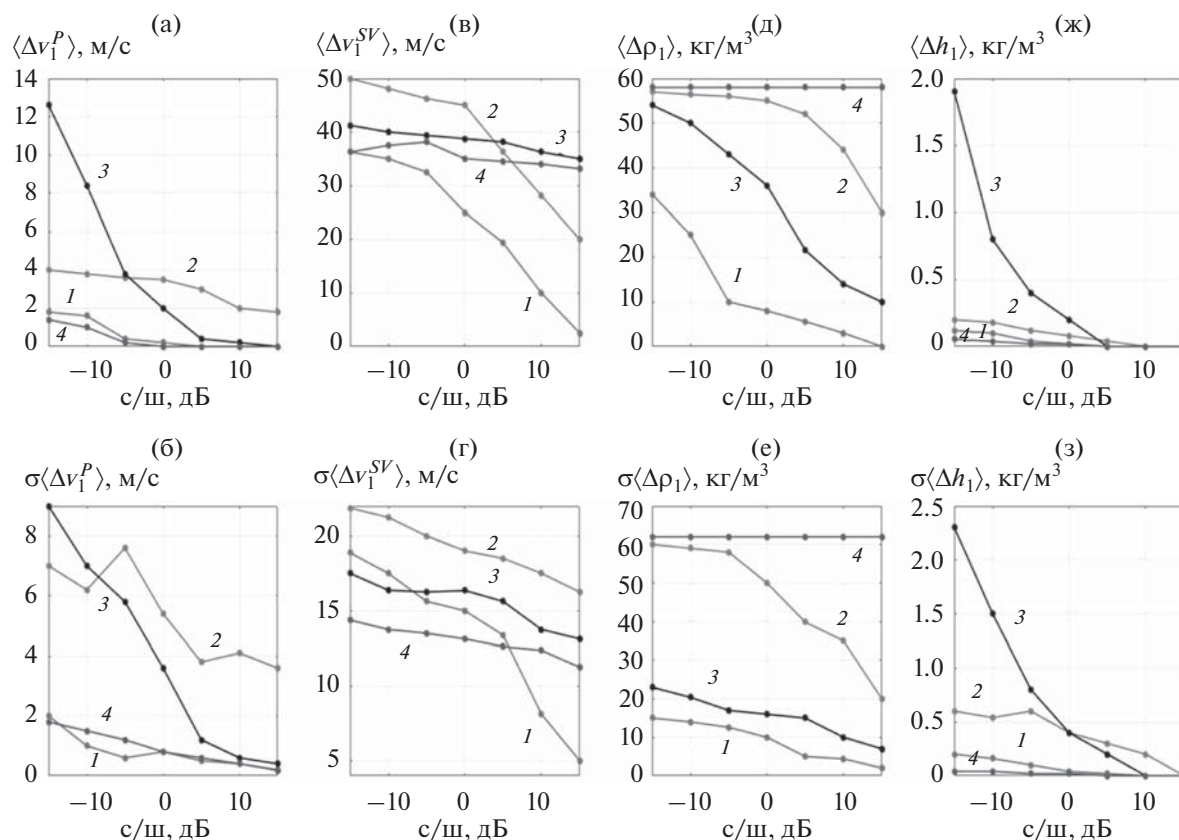 (а)
⟨Δv₁ᴾ⟩, м/с
14
12
10
8
6
4
2
0
3
2
1
4
−10 0 10
с/ш, дБ
(в)
⟨Δv₁ˢⱽ⟩, м/с
50
40
30
20
10
0
2
3
4
1
−10 0 10
с/ш, дБ
(д)
⟨Δρ₁⟩, кг/м³
60
50
40
30
20
10
0
4
2
3
1
−10 0 10
с/ш, дБ
(ж)
⟨Δh₁⟩, кг/м³
2.0
1.5
1.0
0.5
0
3
2
4 1
−10 0 10
с/ш, дБ
(б)
σ⟨Δv₁ᴾ⟩, м/с
8
6
4
2
0
3
2
4
1
−10 0 10
с/ш, дБ
(г)
σ⟨Δv₁ˢⱽ⟩, м/с
20
15
10
5
2
3
4
1
−10 0 10
с/ш, дБ
(е)
σ⟨Δρ₁⟩, кг/м³
70
60
50
40
30
20
10
0
4
2
3
1
−10 0 10
с/ш, дБ
(з)
σ⟨Δh₁⟩, кг/м³
2.5
2.0
1.5
1.0
0.5
0
3
2
1
4
−10 0 10
с/ш, дБ